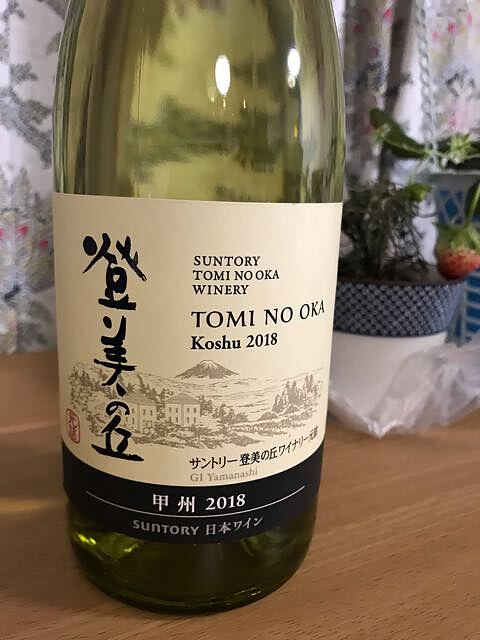 登美の丘
SUNTORY
TOMI NO OKA
WINERY
TOMI NO OKA
Koshu 2018
サントリー登美の丘ワイナリー元詰
GI Yamanashi
甲州 2018
SUNTORY 日本ワイン